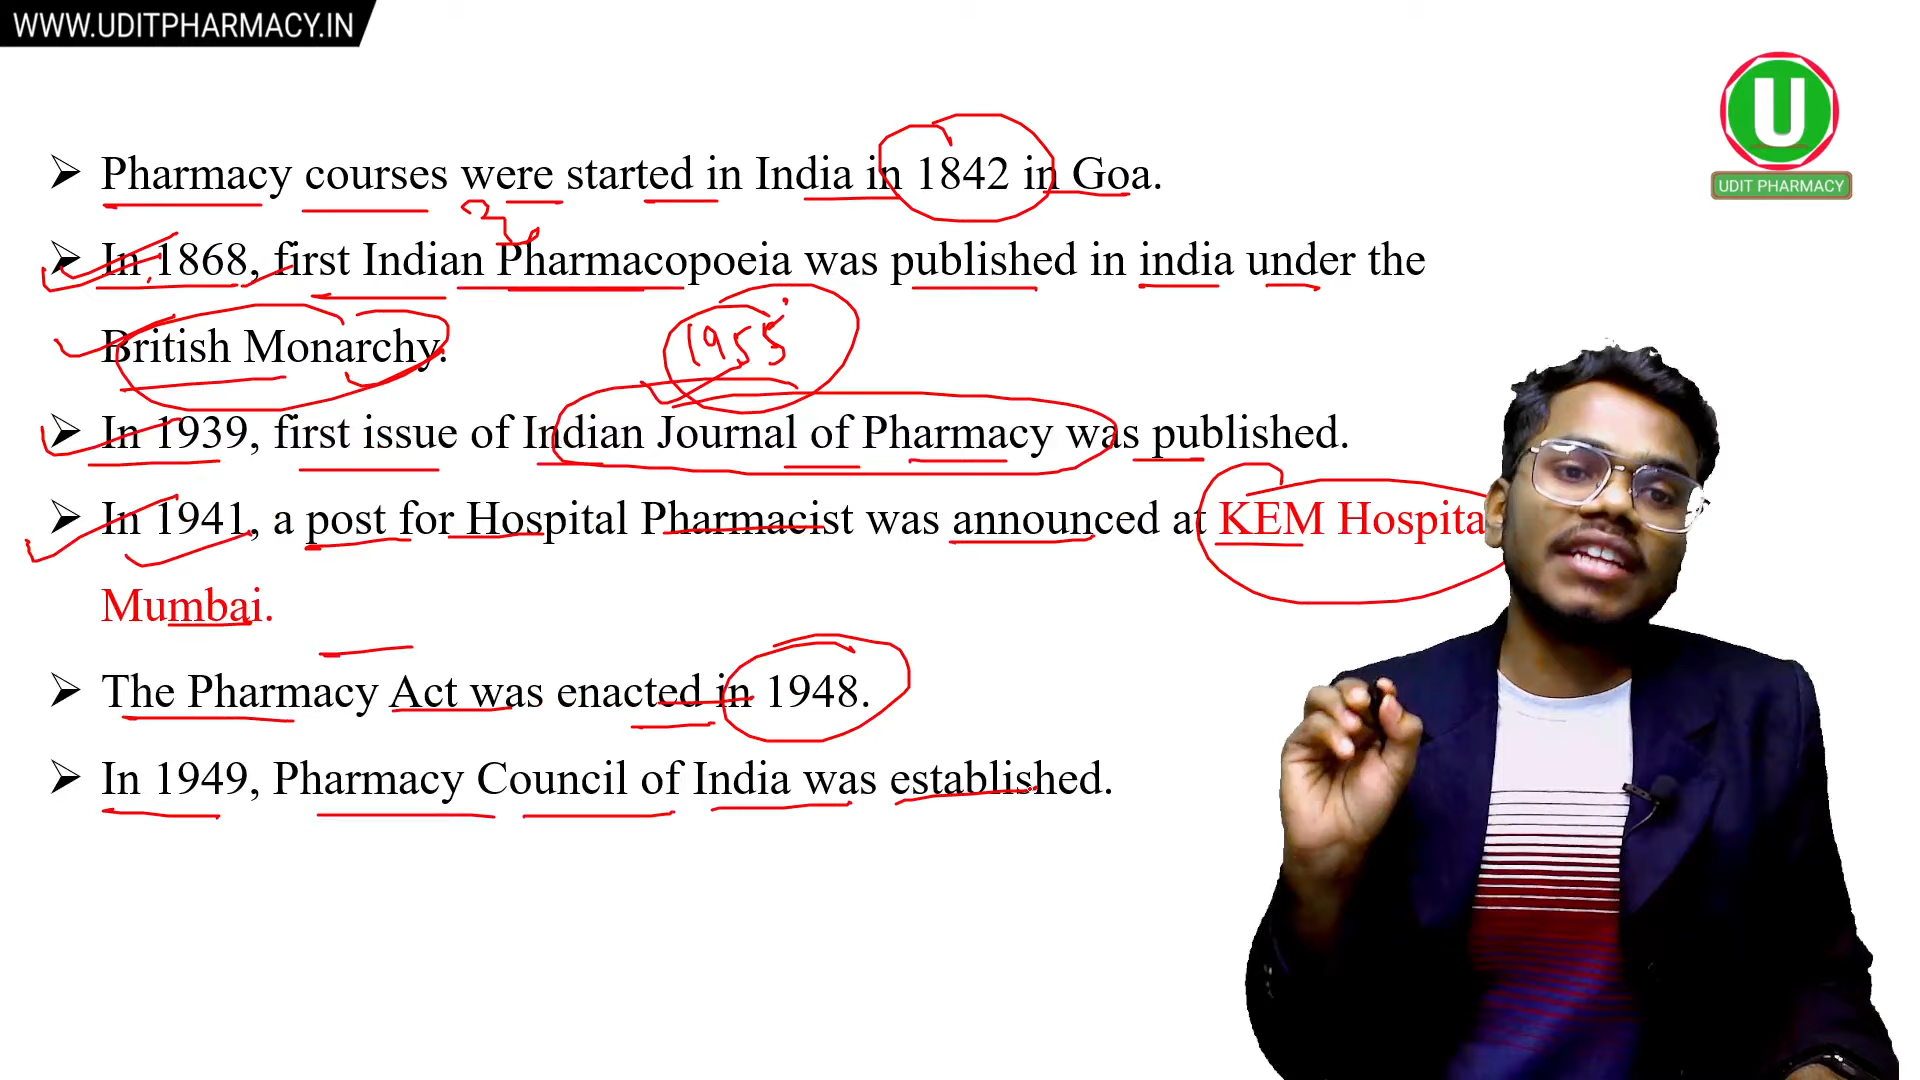 WWW.UDITPHARMACY.IN
U
UDIT PHARMACY
➤ Pharmacy courses were started in India in 1842 in Goa.
➤ In 1868, first Indian Pharmacopoeia was published in india under the
British Monarchy.
1955
➤ In 1939, first issue of Indian Journal of Pharmacy was published.
➤ In 1941, a post for Hospital Pharmacist was announced at KEM Hospita
Mumbai.
➤ The Pharmacy Act was enacted in 1948.
➤ In 1949, Pharmacy Council of India was established.